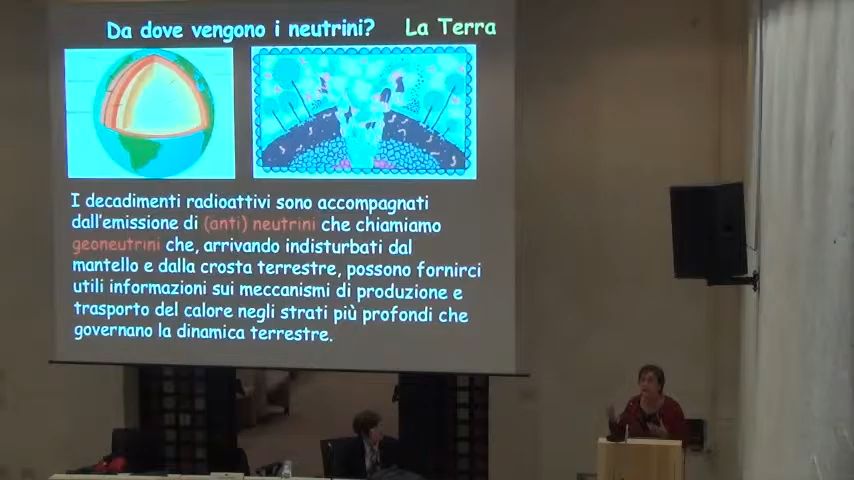 Da dove vengono i neutrini? La Terra
I decadimenti radioattivi sono accompagnati
dall'emissione di (anti) neutrini che chiamiamo
geoneutrini che, arrivando indisturbati dal
mantello e dalla crosta terrestre, possono fornirci
utili informazioni sui meccanismi di produzione e
trasporto del calore negli strati più profondi che
governano la dinamica terrestre.